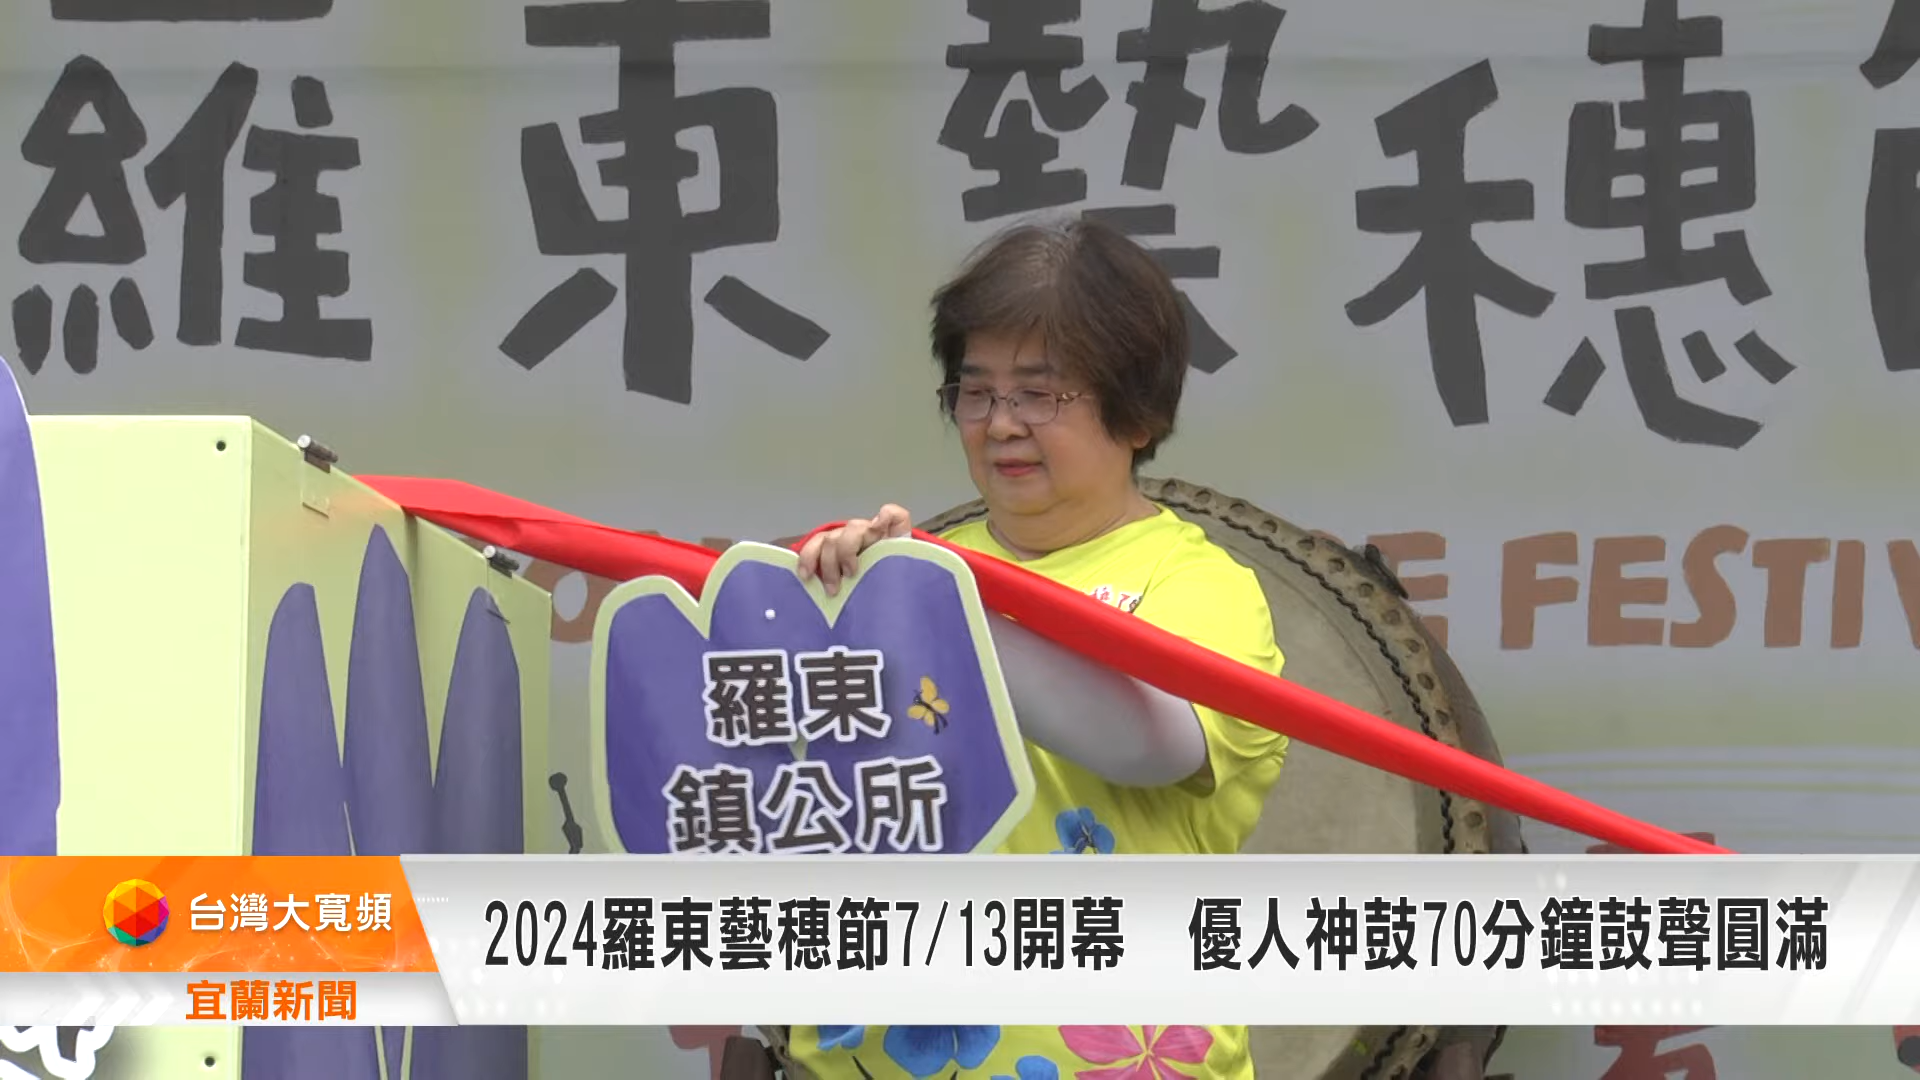 羅東藝穗節
FESTIV
羅東
鎮公所
台灣大寬頻
宜蘭新聞
2024羅東藝穗節7/13開幕 優人神鼓70分鐘鼓聲圓滿